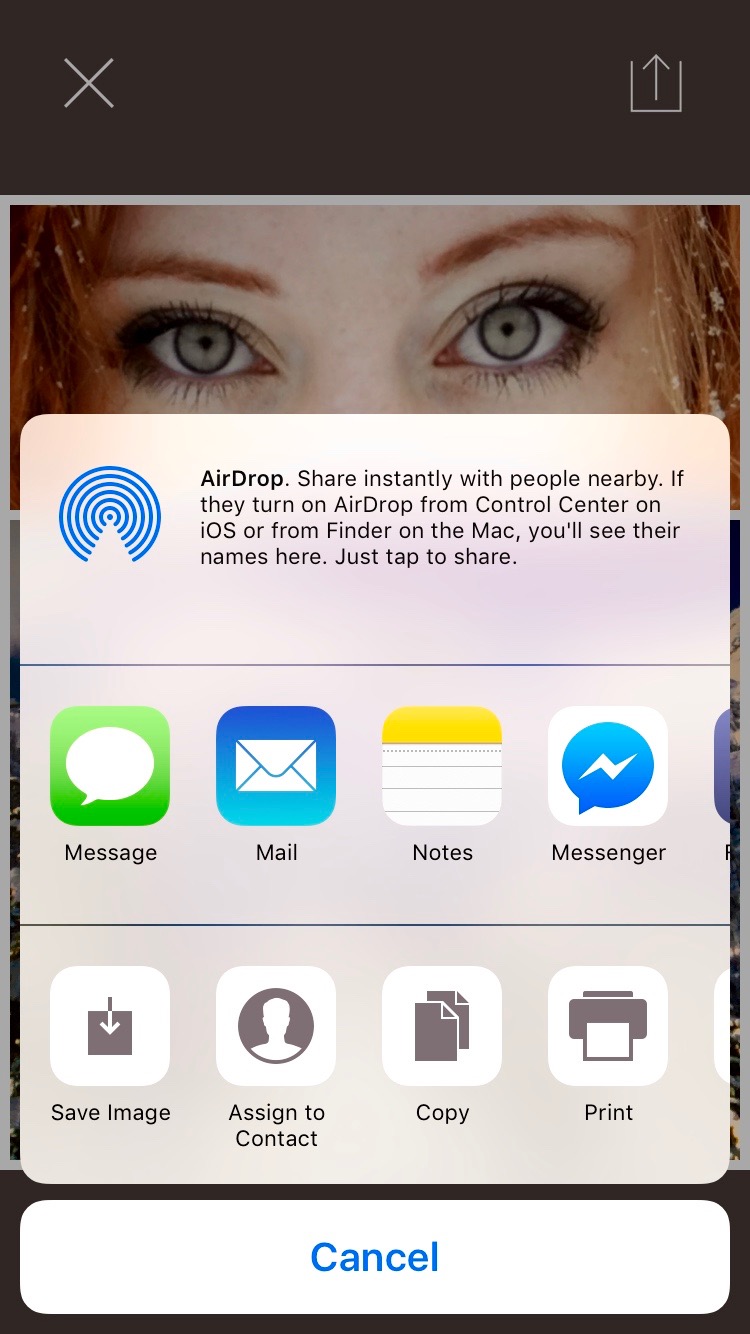 AirDrop. Share instantly with people nearby. If
they turn on AirDrop from Control Center on
iOS or from Finder on the Mac, you'll see their
names here. Just tap to share.
Message
Mail
Notes
Messenger
Save Image
Assign to
Contact
Copy
Print
Cancel